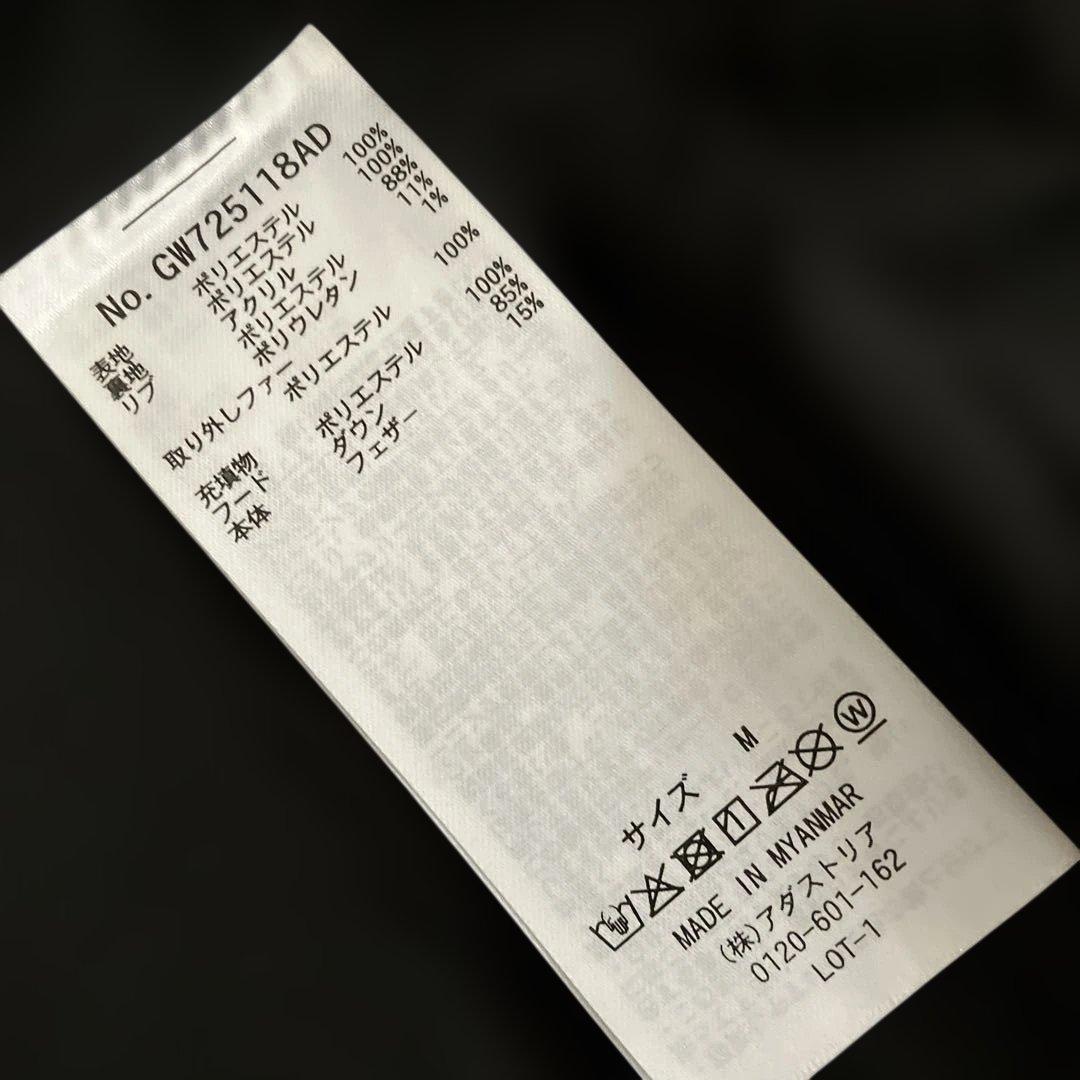 No. GW725118AD
表地 ポリエステル 100%
裏地 ポリエステル 100%
リブ アクリル 88%
ポリエステル 11%
ポリウレタン 1%
取り外しファー
ポリエステル 100%
充填物
フード ポリエステル 100%
本体 ダウン 85%
フェザー 15%
サイズ M
1 W
MADE IN MYANMAR
(株)アダストリア
0120-601-162
LOT-1